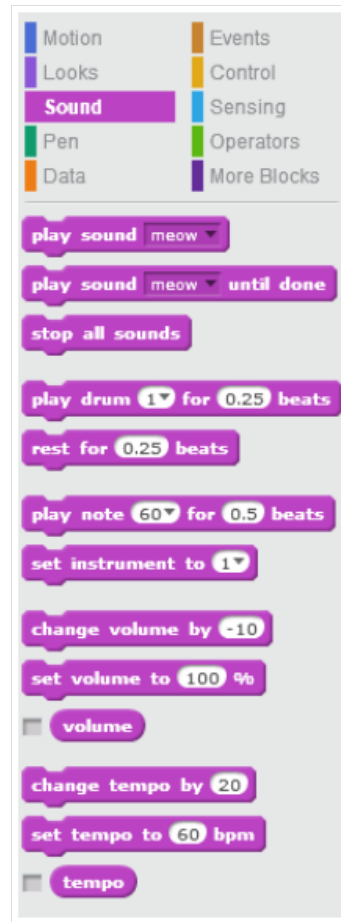 Motion Events
Looks Control
Sound Sensing
Pen Operators
Data More Blocks
play sound meow
play sound meow until done
stop all sounds
play drum 1 for 0.25 beats
rest for 0.25 beats
play note 60 for 0.5 beats
set instrument to 1
change volume by -10
set volume to 100 %
volume
change tempo by 20
set tempo to 60 bpm
tempo